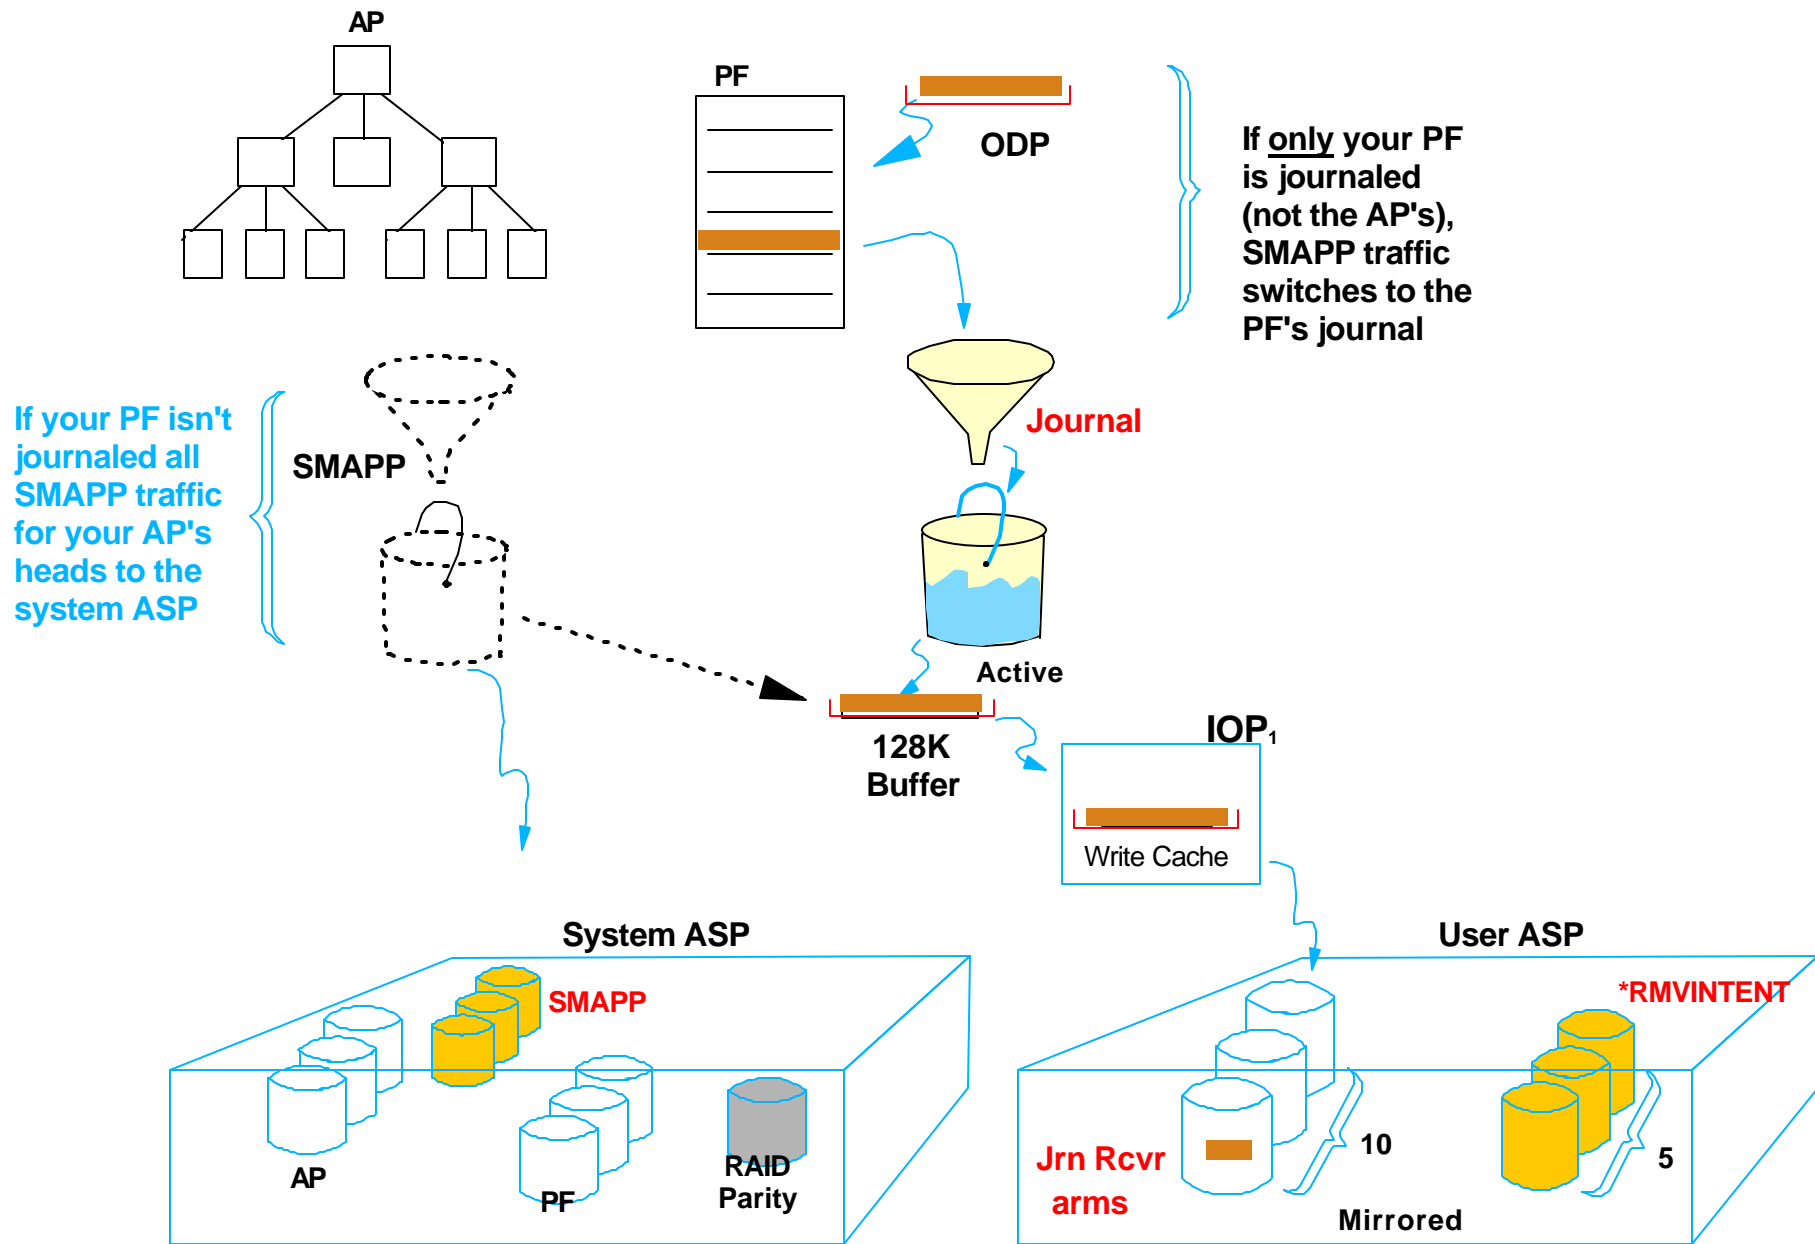 AP
PF
ODP
If only your PF
is journaled
(not the AP's),
SMAPP traffic
switches to the
PF's journal
If your PF isn't
journaled all
SMAPP traffic
for your AP's
heads to the
system ASP
SMAPP
Journal
Active
128K
Buffer
IOP1
Write Cache
System ASP
SMAPP
AP
PF
RAID
Parity
User ASP
*RMVINTENT
Jrn Rcvr
arms
10
5
Mirrored